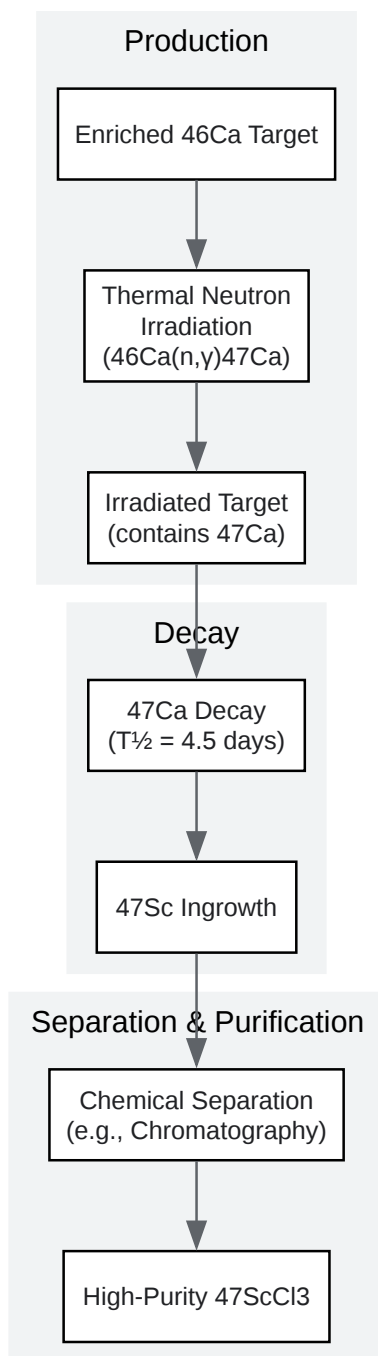 Production
Enriched 46Ca Target
Thermal Neutron
Irradiation
(46Ca(n,γ)47Ca)
Irradiated Target
(contains 47Ca)
Decay
47Ca Decay
(T½ = 4.5 days)
47Sc Ingrowth
Separation & Purification
Chemical Separation
(e.g., Chromatography)
High-Purity 47ScCl3